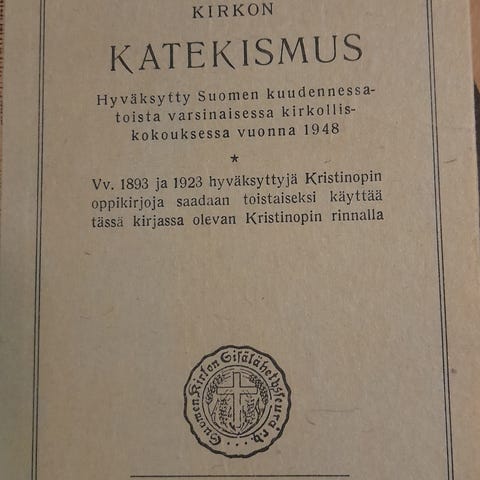 KIRKON
KATEKISMUS
Hyväksytty Suomen kuudennessa-
toista varsinaisessa kirkollis-
kokouksessa vuonna 1948
*
Vv. 1893 ja 1923 hyväksyttyjä Kristinopin
oppikirjoja saadaan toistaiseksi käyttää
tässä kirjassa olevan Kristinopin rinnalla
Suomen Kirkon Sisälähetysseura r.y.